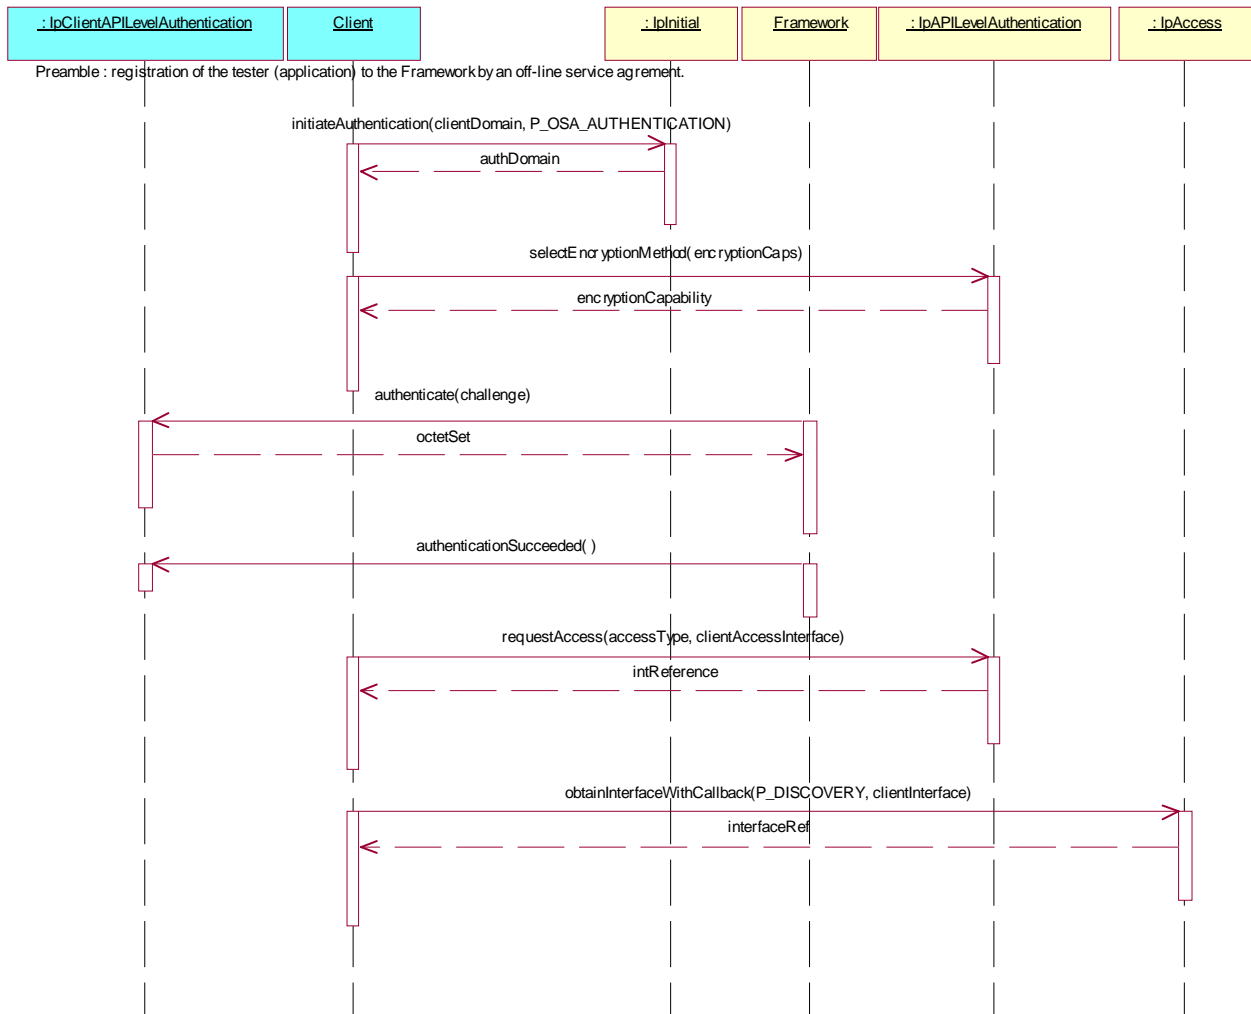 : IpClientAPILevelAuthentication
Client
: IpInitial
Framework
: IpAPILevelAuthentication
: IpAccess
Preamble : registration of the tester (application) to the Framework by an off-line service agrement.
initiateAuthentication(clientDomain, P_OSA_AUTHENTICATION)
authDomain
selectEncryptionMethod( encryptionCaps)
encryptionCapability
authenticate(challenge)
octetSet
authenticationSucceeded( )
requestAccess(accessType, clientAccessInterface)
intReference
obtainInterfaceWithCallback(P_DISCOVERY, clientInterface)
interfaceRef